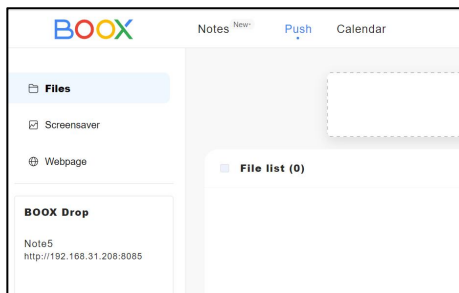 BOOX
Notes New+
Push
Calendar
Files
Screensaver
Webpage
File list (0)
BOOX Drop
Note5
http://192.168.31.208:8085